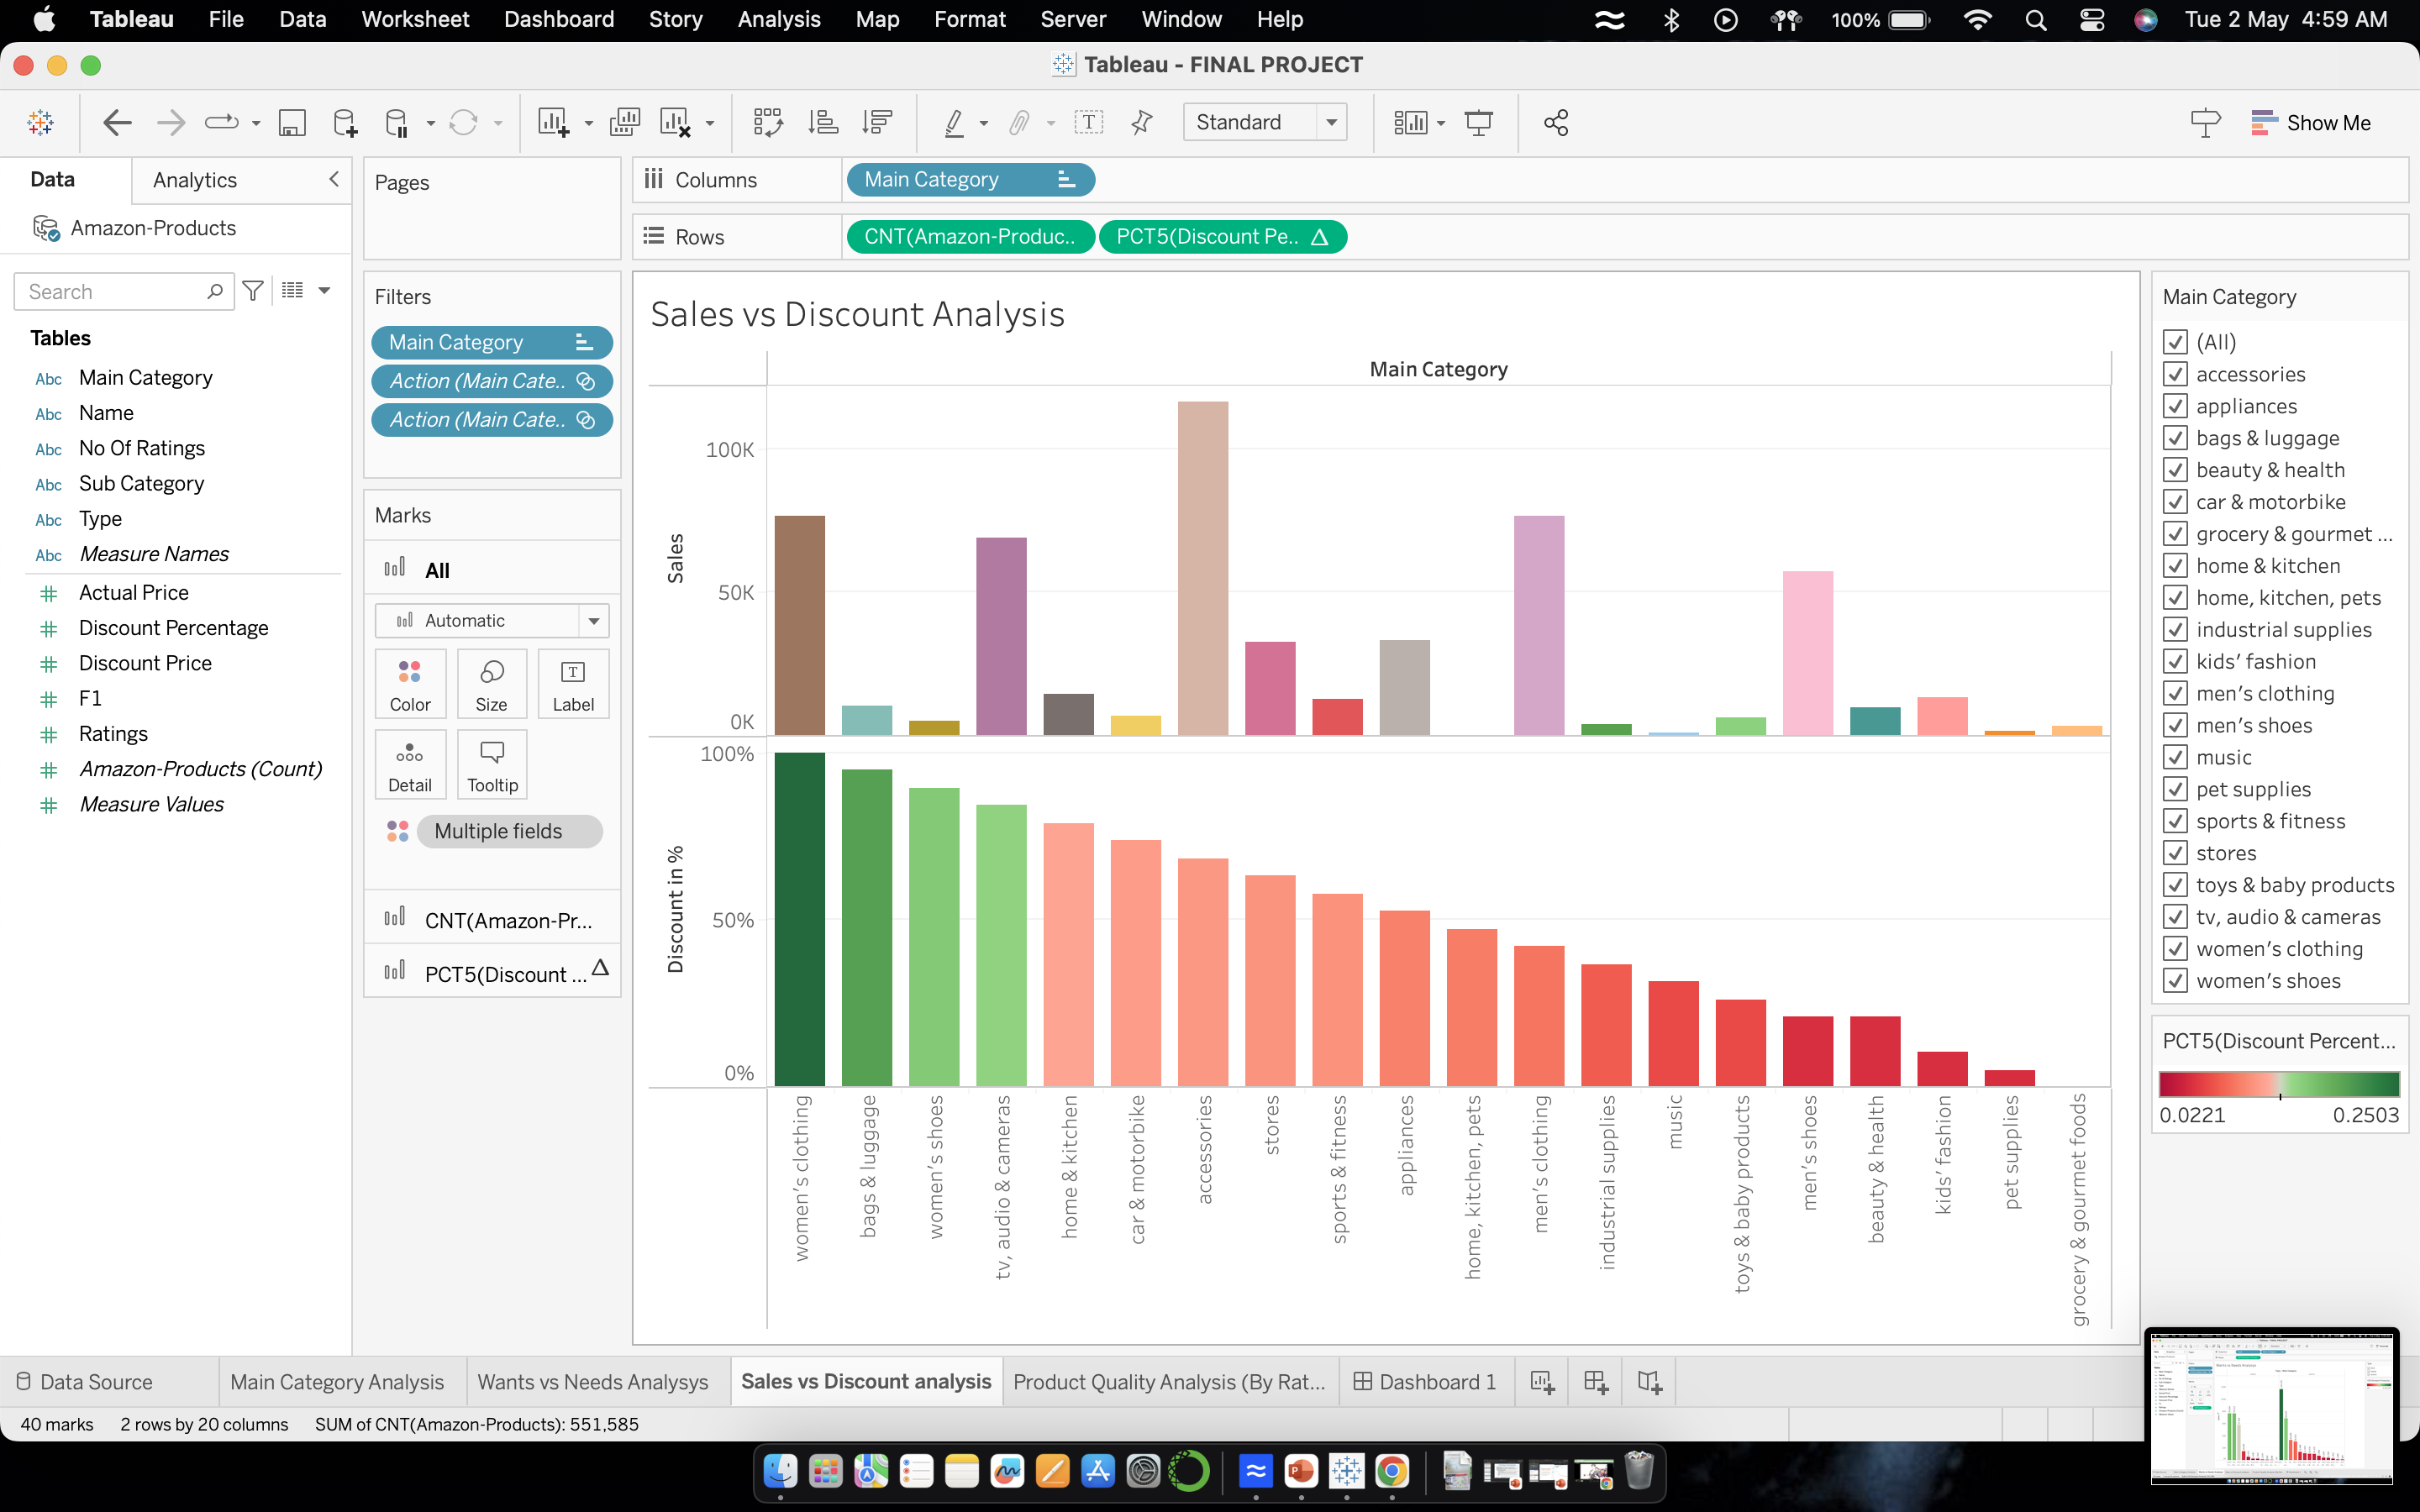 Tableau File Data Worksheet Dashboard Story Analysis Map Format Server Window Help 100% Tue 2 May 4:59 AM
Tableau - FINAL PROJECT
Standard Show Me
Data Analytics
Amazon-Products
Search
Tables
Abc Main Category
Abc Name
Abc No Of Ratings
Abc Sub Category
Abc Type
Abc Measure Names
Actual Price
Discount Percentage
Discount Price
F1
Ratings
Amazon-Products (Count)
Measure Values
Pages
Filters
Main Category
Action (Main Cate..
Action (Main Cate..
Marks
All
Automatic
Color Size Label
Detail Tooltip
Multiple fields
CNT(Amazon-Pr...
PCT5(Discount ...
Columns Main Category
Rows CNT(Amazon-Produc.. PCT5(Discount Pe..
Sales vs Discount Analysis
Main Category
Sales
100K
50K
0K
Discount in %
100%
50%
0%
women's clothing
bags & luggage
women's shoes
tv, audio & cameras
home & kitchen
car & motorbike
accessories
stores
sports & fitness
appliances
home, kitchen, pets
men's clothing
industrial supplies
music
toys & baby products
men's shoes
beauty & health
kids' fashion
pet supplies
grocery & gourmet foods
Main Category
(All)
accessories
appliances
bags & luggage
beauty & health
car & motorbike
grocery & gourmet ...
home & kitchen
home, kitchen, pets
industrial supplies
kids' fashion
men's clothing
men's shoes
music
pet supplies
sports & fitness
stores
toys & baby products
tv, audio & cameras
women's clothing
women's shoes
PCT5(Discount Percent...
0.0221 0.2503
Data Source Main Category Analysis Wants vs Needs Analysys Sales vs Discount analysis Product Quality Analysis (By Rat... Dashboard 1
40 marks 2 rows by 20 columns SUM of CNT(Amazon-Products): 551,585